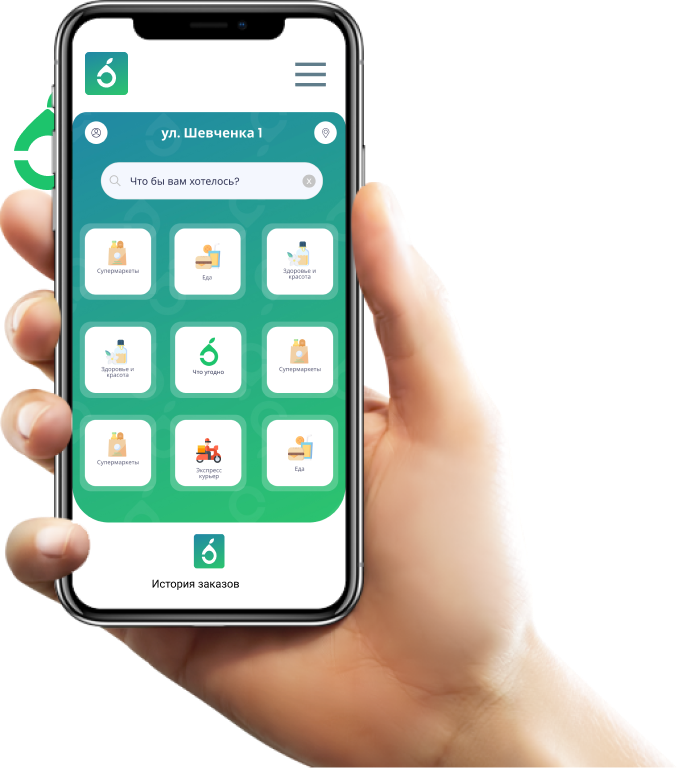 ул. Шевченка 1
Что бы вам хотелось?
X
Супермаркеты
Еда
Здоровье и
красота
Здоровье и
красота
Что угодно
Супермаркеты
Супермаркеты
Экспресс
курьер
Еда
История заказов